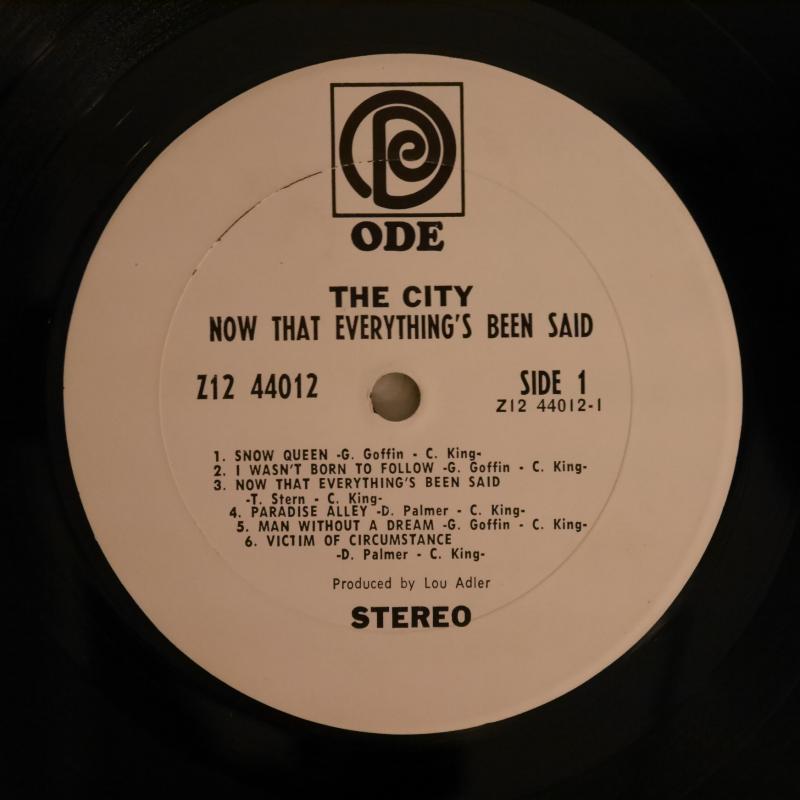 ODE
THE CITY
NOW THAT EVERYTHING'S BEEN SAID
Z12 44012
SIDE 1
Z12 44012-1
1. SNOW QUEEN -G. Goffin - C. King-
2. I WASN'T BORN TO FOLLOW -G. Goffin - C. King-
3. NOW THAT EVERYTHING'S BEEN SAID
-T. Stern - C. King-
4. PARADISE ALLEY -D. Palmer - C. King-
5. MAN WITHOUT A DREAM -G. Goffin - C. King-
6. VICTIM OF CIRCUMSTANCE
-D. Palmer - C. King-
Produced by Lou Adler
STEREO